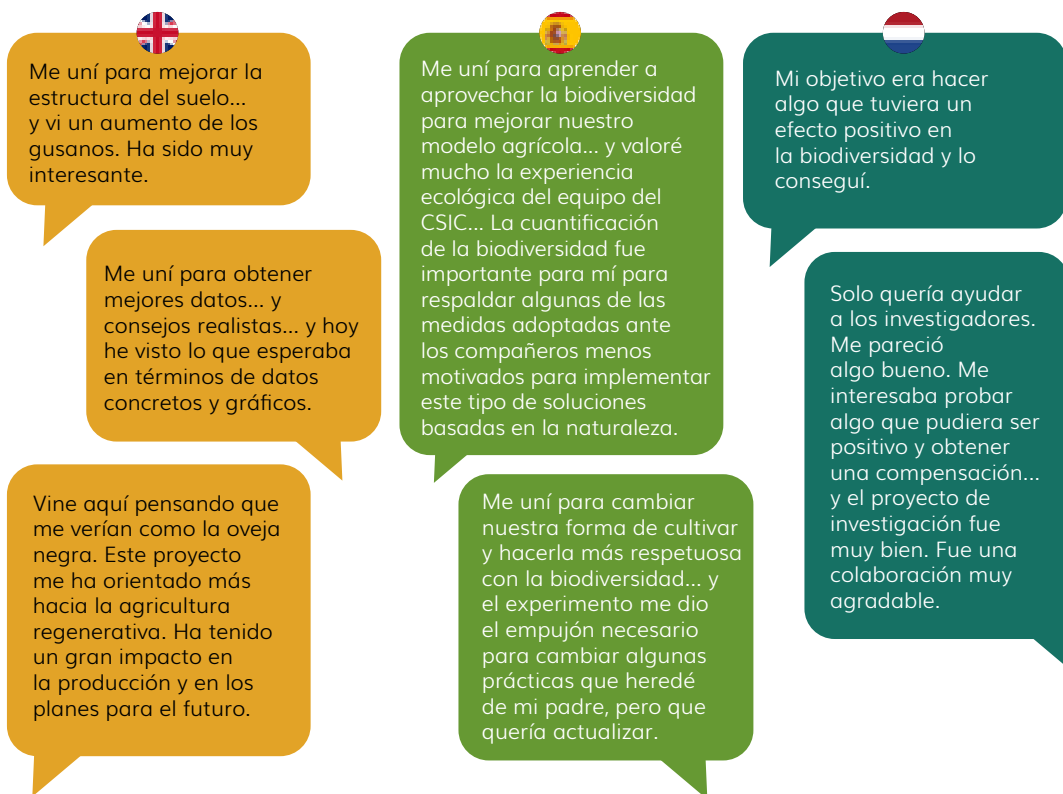 Me uní para mejorar la
estructura del suelo...
y vi un aumento de los
gusanos. Ha sido muy
interesante.
Me uní para obtener
mejores datos... y
consejos realistas... y hoy
he visto lo que esperaba
en términos de datos
concretos y gráficos.
Vine aquí pensando que
me verían como la oveja
negra. Este proyecto
me ha orientado más
hacia la agricultura
regenerativa. Ha tenido
un gran impacto en
la producción y en los
planes para el futuro.
Me uní para aprender a
aprovechar la biodiversidad
para mejorar nuestro
modelo agrícola... y valoré
mucho la experiencia
ecológica del equipo del
CSIC... La cuantificación
de la biodiversidad fue
importante para mí para
respaldar algunas de las
medidas adoptadas ante
los compañeros menos
motivados para implementar
este tipo de soluciones
basadas en la naturaleza.
Me uní para cambiar
nuestra forma de cultivar
y hacerla más respetuosa
con la biodiversidad... y
el experimento me dio
el empujón necesario
para cambiar algunas
prácticas que heredé
de mi padre, pero que
quería actualizar.
Mi objetivo era hacer
algo que tuviera un
efecto positivo en
la biodiversidad y lo
conseguí.
Solo quería ayudar
a los investigadores.
Me pareció
algo bueno. Me
interesaba probar
algo que pudiera ser
positivo y obtener
una compensación...
y el proyecto de
investigación fue
muy bien. Fue una
colaboración muy
agradable.